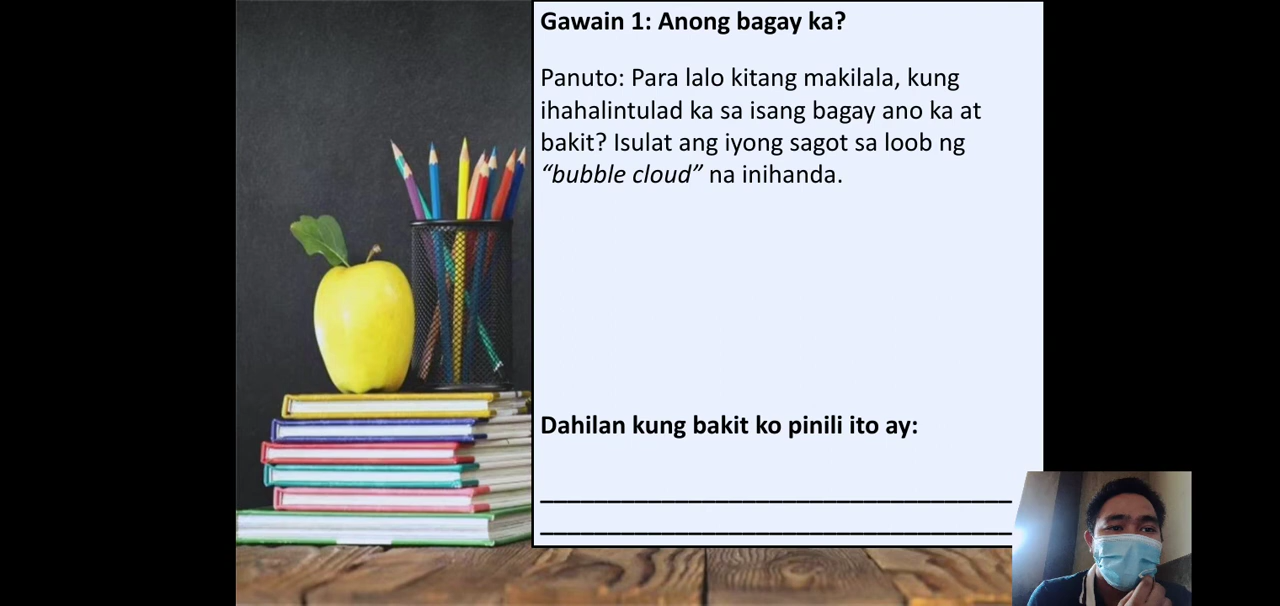 Gawain 1: Anong bagay ka?
Panuto: Para lalo kitang makilala, kung
ihahalintulad ka sa isang bagay ano ka at
bakit? Isulat ang iyong sagot sa loob ng
“bubble cloud” na inihanda.
Dahilan kung bakit ko pinili ito ay: